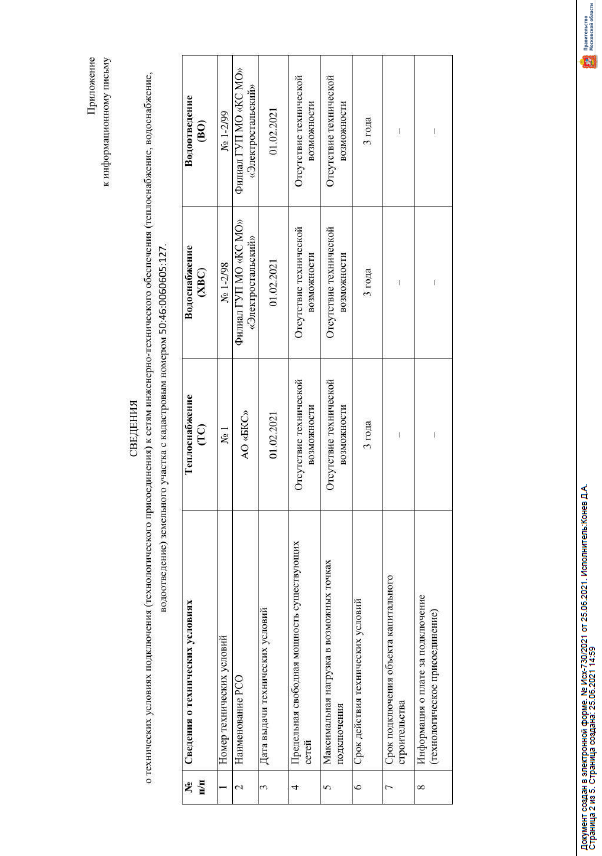 Приложение
к информационному письму
СВЕДЕНИЯ
о технических условиях подключения (технологического присоединения) к сетям инженерно-технического обеспечения (теплоснабжение, водоснабжение,
водоотведение) земельного участка с кадастровым номером 50:46:0060605:127.
№ п/п Сведения о технических условиях Теплоснабжение (ТС) Водоснабжение (ХВС) Водоотведение (ВО)
1 Номер технических условий № 1 № 1-2/98 № 1-2/99
2 Наименование РСО АО «БКС» Филиал ГУП МО «КС МО» «Электростальский» Филиал ГУП МО «КС МО» «Электростальский»
3 Дата выдачи технических условий 01.02.2021 01.02.2021 01.02.2021
4 Предельная свободная мощность существующих сетей Отсутствие технической возможности Отсутствие технической возможности Отсутствие технической возможности
5 Максимальная нагрузка в возможных точках подключения Отсутствие технической возможности Отсутствие технической возможности Отсутствие технической возможности
6 Срок действия технических условий 3 года 3 года 3 года
7 Срок подключения объекта капитального строительства – – –
8 Информация о плате за подключение (технологическое присоединение) – – –
Документ создан в электронной форме. № Исх-730/2021 от 25.06.2021. Исполнитель:Конев Д.А.
Страница 2 из 5. Страница создана: 25.06.2021 14:59
Правительство
Московской области